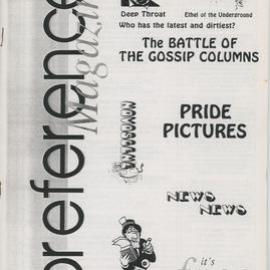 preference
Magazine
Deep Throat
Ethel of the Underground
Who has the latest and dirtiest?
The BATTLE OF
THE GOSSIP COLUMNS
PRIDE
PICTURES
NEWS
NEWS
it's